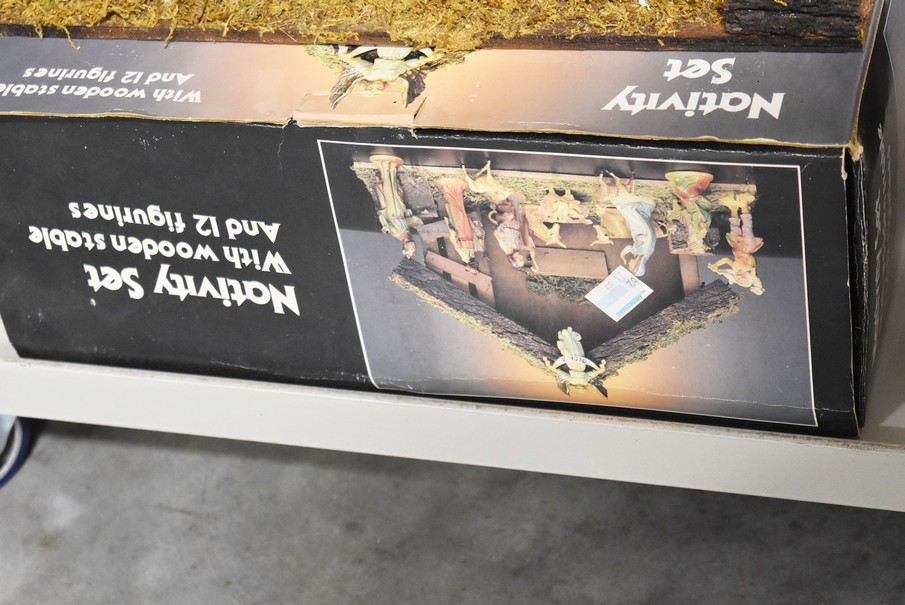 Nativity Set
With wooden stable
And 12 figurines
Nativity
Set
With wooden stable
And 12 figurines